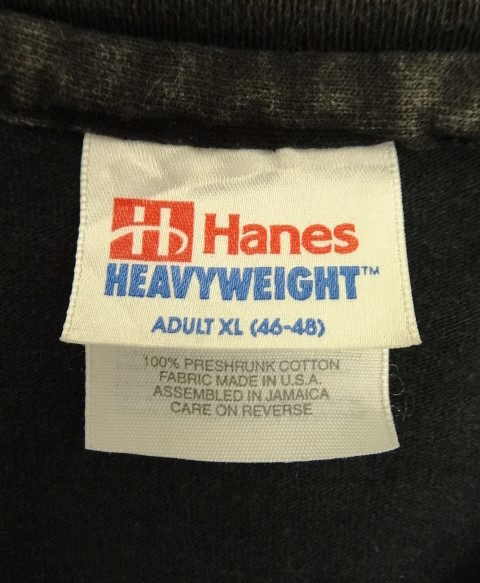 H Hanes
HEAVYWEIGHT™
ADULT XL (46-48)
100% PRESHRUNK COTTON
FABRIC MADE IN U.S.A.
ASSEMBLED IN JAMAICA
CARE ON REVERSE